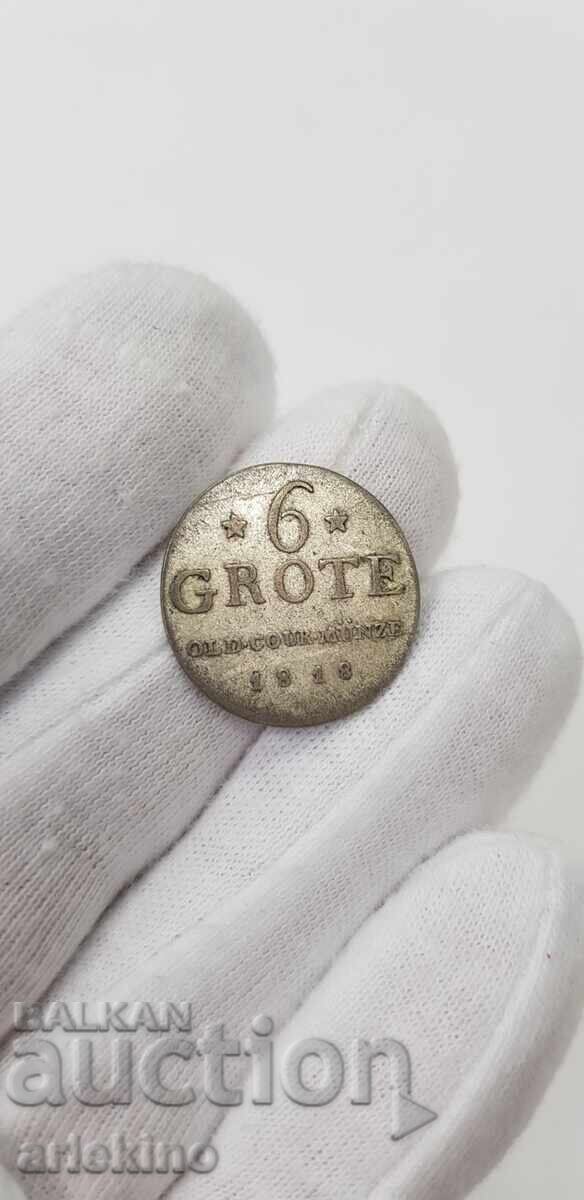 ★ 6 ★
GROTE
OLD·COUR·MÜNZE
1818
BALKAN
auction
arlekino